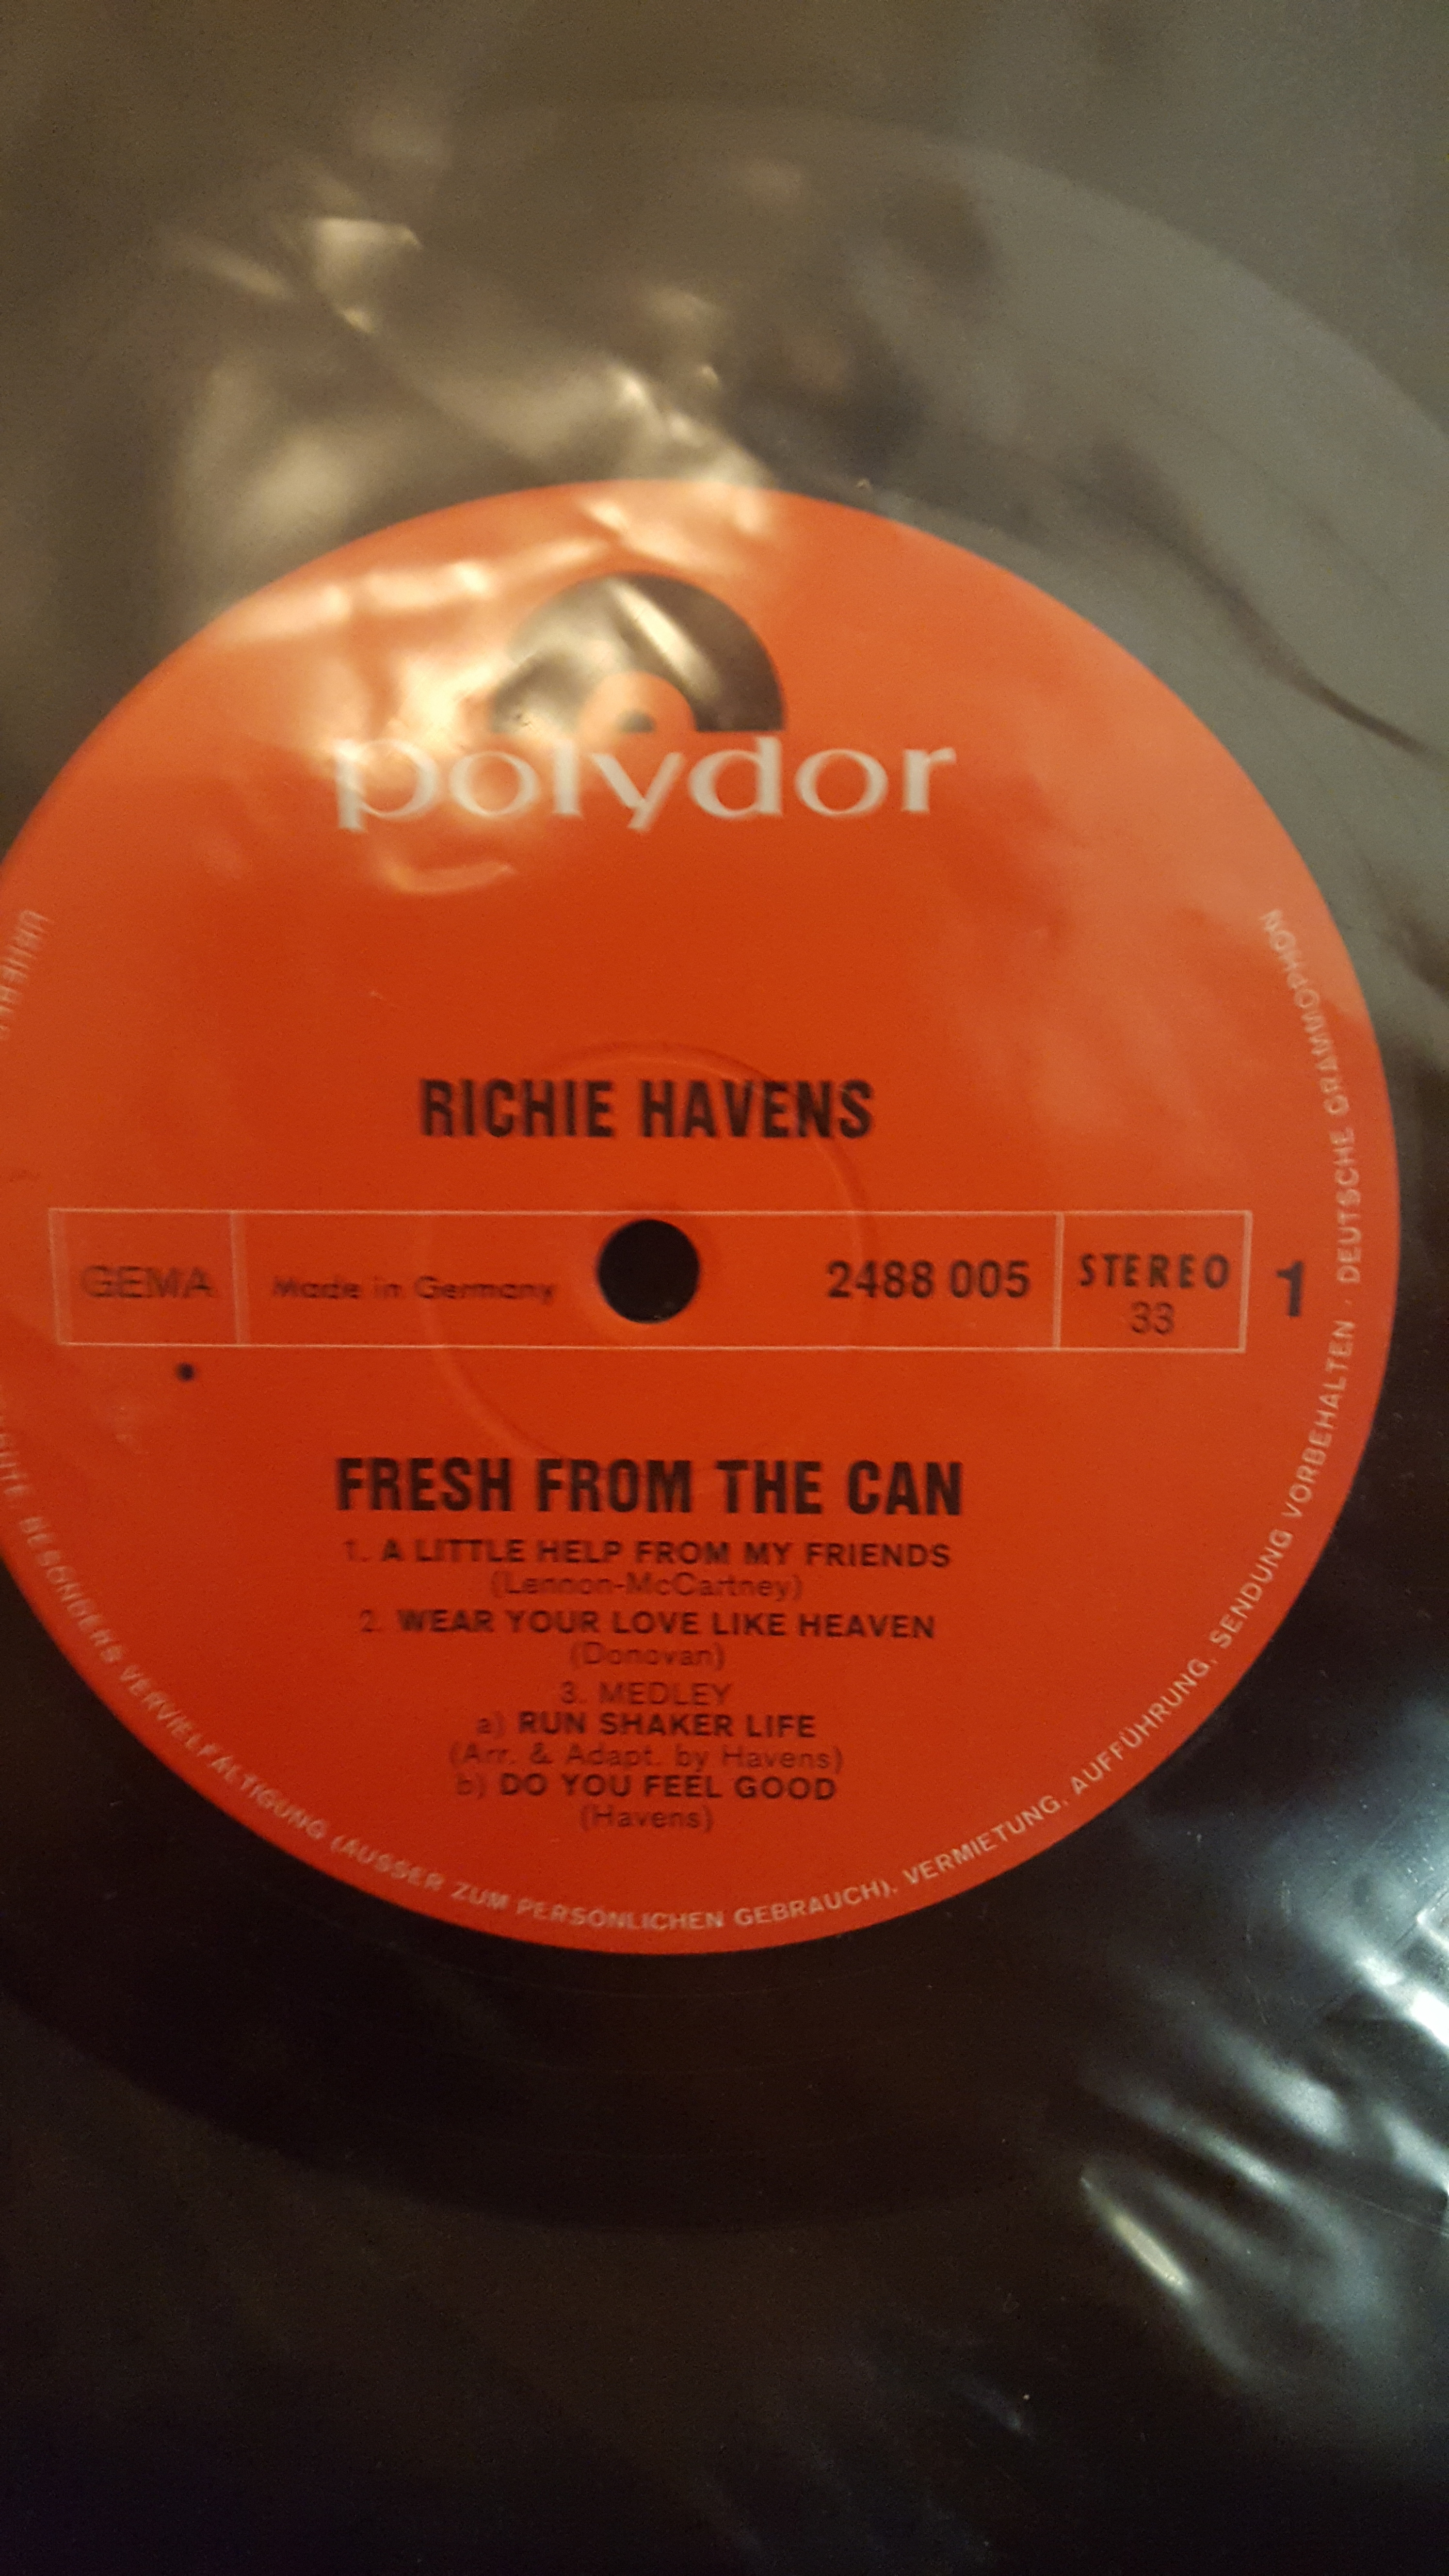 polydor
RICHIE HAVENS
GEMA
Made in Germany
2488 005
STEREO
33
1
FRESH FROM THE CAN
1. A LITTLE HELP FROM MY FRIENDS
(Lennon-McCartney)
2. WEAR YOUR LOVE LIKE HEAVEN
(Donovan)
3. MEDLEY
a) RUN SHAKER LIFE
(Arr. & Adapt. by Havens)
b) DO YOU FEEL GOOD
(Havens)
BESONDERS VERVIELFÄLTIGUNG (AUSSER ZUM PERSÖNLICHEN GEBRAUCH), VERMIETUNG, AUFFÜHRUNG, SENDUNG VORBEHALTEN · DEUTSCHE GRAMMOPHON